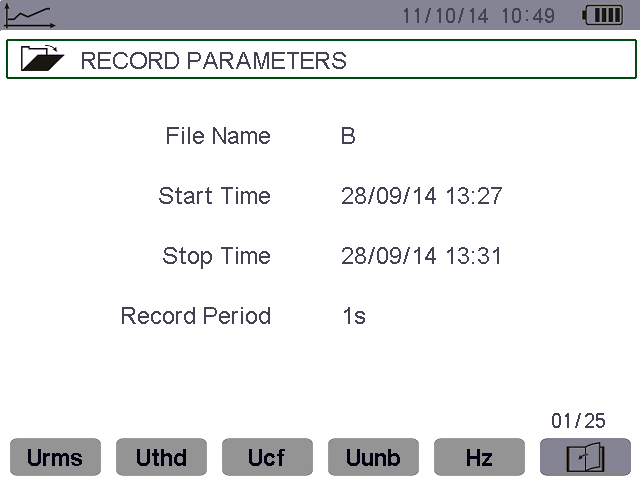 11/10/14 10:49
RECORD PARAMETERS
File Name B
Start Time 28/09/14 13:27
Stop Time 28/09/14 13:31
Record Period 1s
01/25
Urms Uthd Ucf Uunb Hz